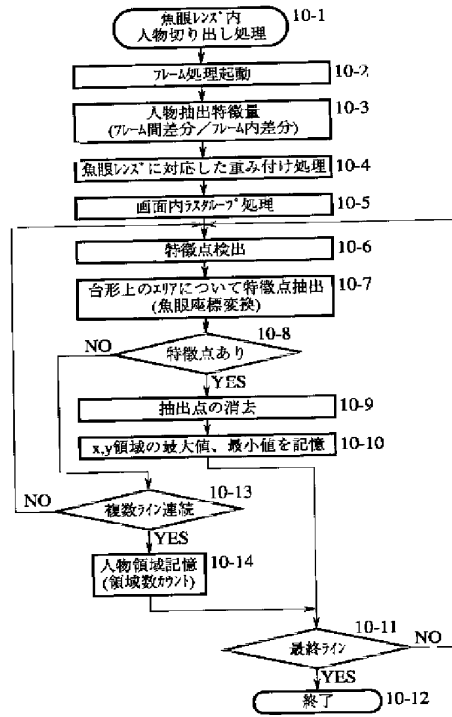 魚眼ﾚﾝｽﾞ内
人物切り出し処理
10-1
ﾌﾚｰﾑ処理起動
10-2
人物抽出特徴量
(ﾌﾚｰﾑ間差分／ﾌﾚｰﾑ内差分)
10-3
魚眼ﾚﾝｽﾞに対応した重み付け処理
10-4
画面内ﾗｽﾀﾙｰﾌﾟ処理
10-5
特徴点検出
10-6
台形上のｴﾘｱについて特徴点抽出
(魚眼座標変換)
10-7
10-8
NO
特徴点あり
YES
抽出点の消去
10-9
x,y領域の最大値、最小値を記憶
10-10
10-13
NO
複数ﾗｲﾝ連続
YES
人物領域記憶
(領域数ｶｳﾝﾄ)
10-14
10-11
最終ﾗｲﾝ
NO
YES
終了
10-12